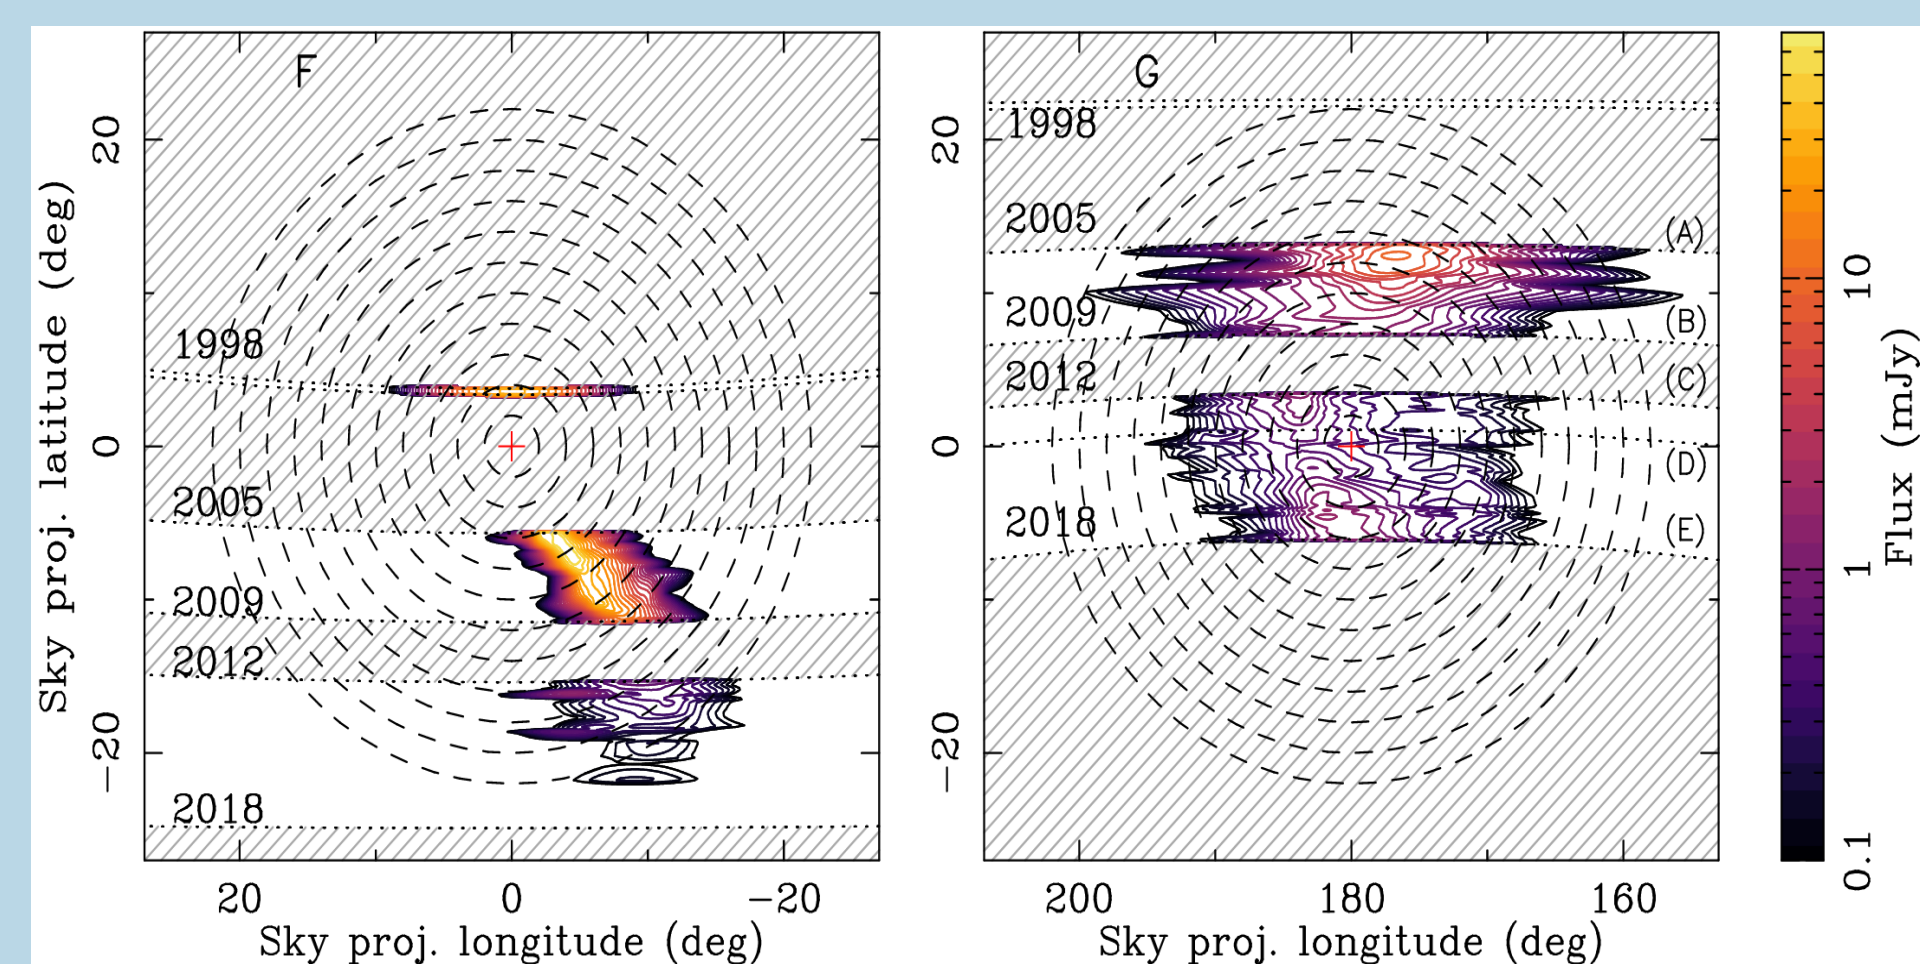 F
20
0
−20
Sky proj. latitude (deg)
1998
2005
2009
2012
2018
20
0
−20
Sky proj. longitude (deg)
G
20
0
−20
1998
2005
2009
2012
2018
(A)
(B)
(C)
(D)
(E)
200
180
160
Sky proj. longitude (deg)
10
1
0.1
Flux (mJy)